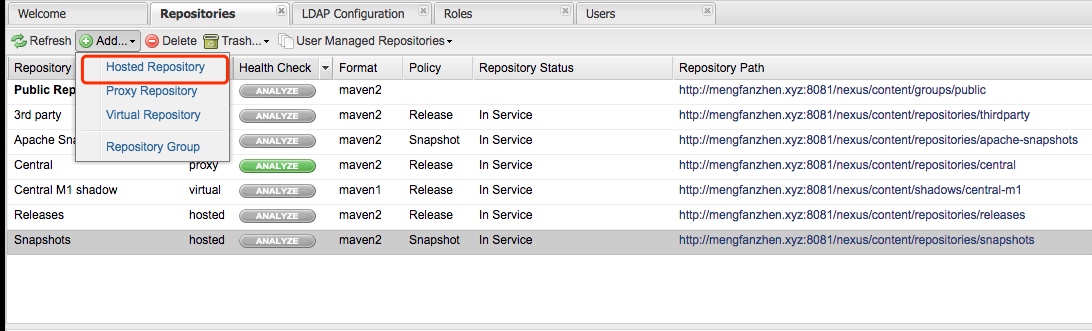 Welcome Repositories LDAP Configuration Roles Users
Refresh Add... Delete Trash... User Managed Repositories
Repository Health Check Format Policy Repository Status Repository Path
Hosted Repository
Proxy Repository
Virtual Repository
Repository Group
Public Rep ANALYZE maven2 http://mengfanzhen.xyz:8081/nexus/content/groups/public
3rd party ANALYZE maven2 Release In Service http://mengfanzhen.xyz:8081/nexus/content/repositories/thirdparty
Apache Sna ANALYZE maven2 Snapshot In Service http://mengfanzhen.xyz:8081/nexus/content/repositories/apache-snapshots
Central proxy ANALYZE maven2 Release In Service http://mengfanzhen.xyz:8081/nexus/content/repositories/central
Central M1 shadow virtual ANALYZE maven1 Release In Service http://mengfanzhen.xyz:8081/nexus/content/shadows/central-m1
Releases hosted ANALYZE maven2 Release In Service http://mengfanzhen.xyz:8081/nexus/content/repositories/releases
Snapshots hosted ANALYZE maven2 Snapshot In Service http://mengfanzhen.xyz:8081/nexus/content/repositories/snapshots